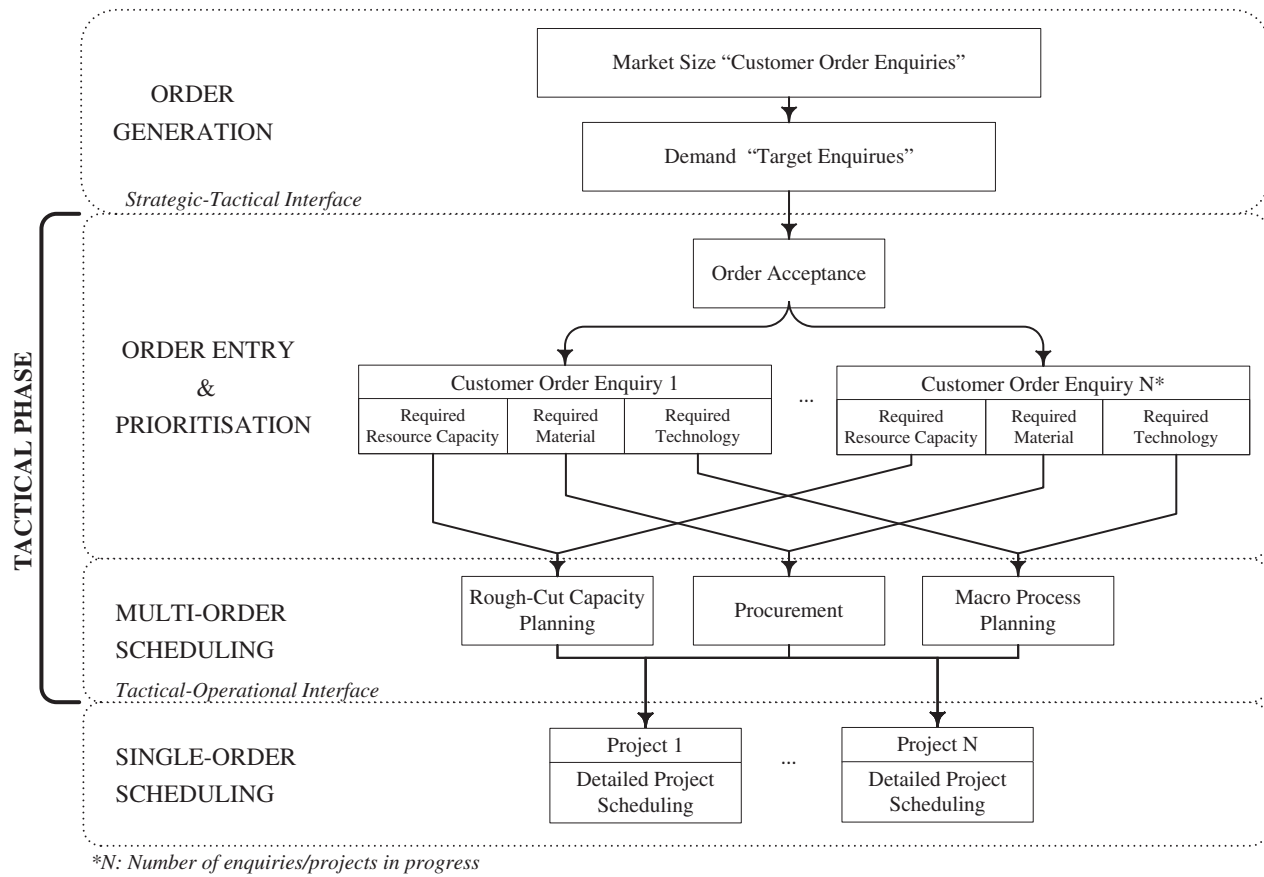 Market Size “Customer Order Enquiries”
ORDER
GENERATION
Demand “Target Enquirues”
Strategic-Tactical Interface
TACTICAL PHASE
Order Acceptance
ORDER ENTRY
&
PRIORITISATION
Customer Order Enquiry 1
...
Customer Order Enquiry N*
Required
Resource Capacity
Required
Material
Required
Technology
Required
Resource Capacity
Required
Material
Required
Technology
MULTI-ORDER
SCHEDULING
Rough-Cut Capacity
Planning
Procurement
Macro Process
Planning
Tactical-Operational Interface
SINGLE-ORDER
SCHEDULING
Project 1
Detailed Project
Scheduling
...
Project N
Detailed Project
Scheduling
*N: Number of enquiries/projects in progress